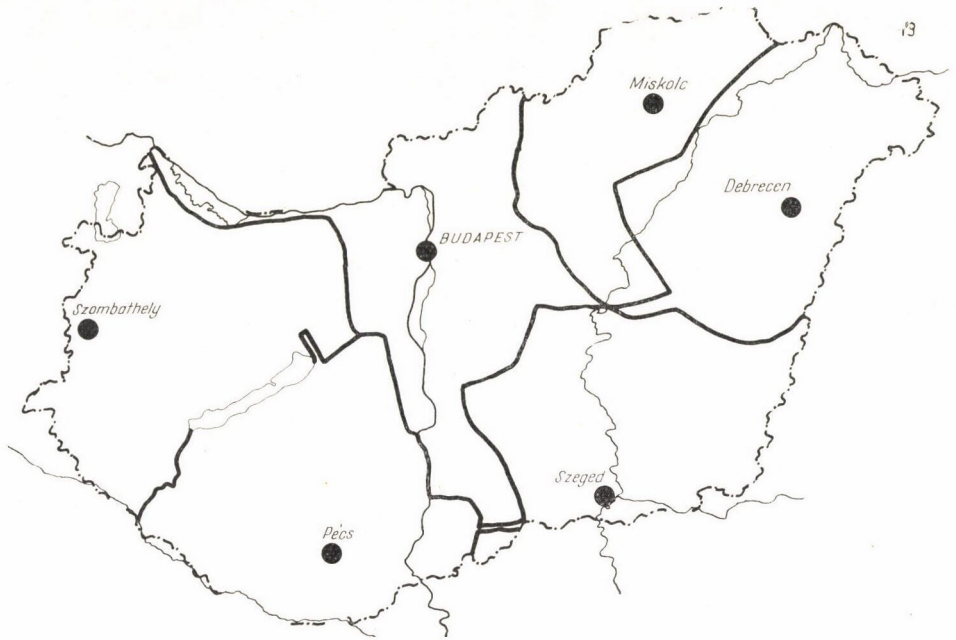 13
Miskolc
Debrecen
BUDAPEST
Szombathely
Szeged
Pécs